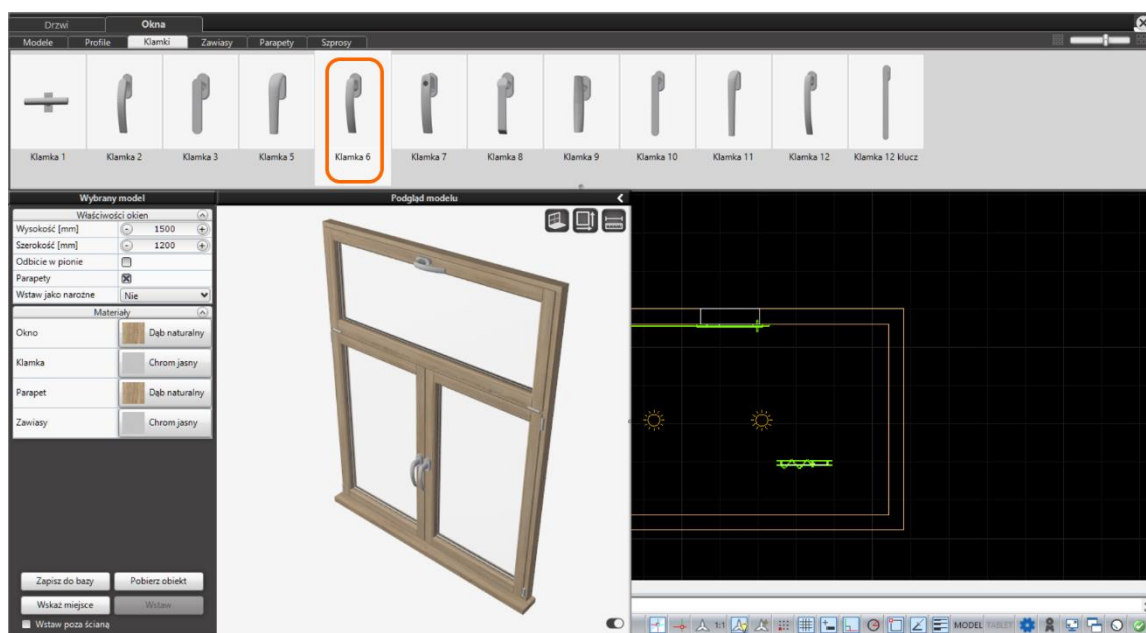 Drzwi Okna
Modele Profile Klamki Zawiasy Parapety Szprosy
Klamka 1 Klamka 2 Klamka 3 Klamka 5 Klamka 6 Klamka 7 Klamka 8 Klamka 9 Klamka 10 Klamka 11 Klamka 12 Klamka 12 klucz
Wybrany model Podgląd modelu
Właściwości okien
Wysokość [mm] 1500
Szerokość [mm] 1200
Odbicie w pionie
Parapety
Wstaw jako narożne Nie
Materiały
Okno Dąb naturalny
Klamka Chrom jasny
Parapet Dąb naturalny
Zawiasy Chrom jasny
Zapisz do bazy Pobierz obiekt
Wskaż miejsce Wstaw
Wstaw poza ścianą
1:1 MODEL TABLET